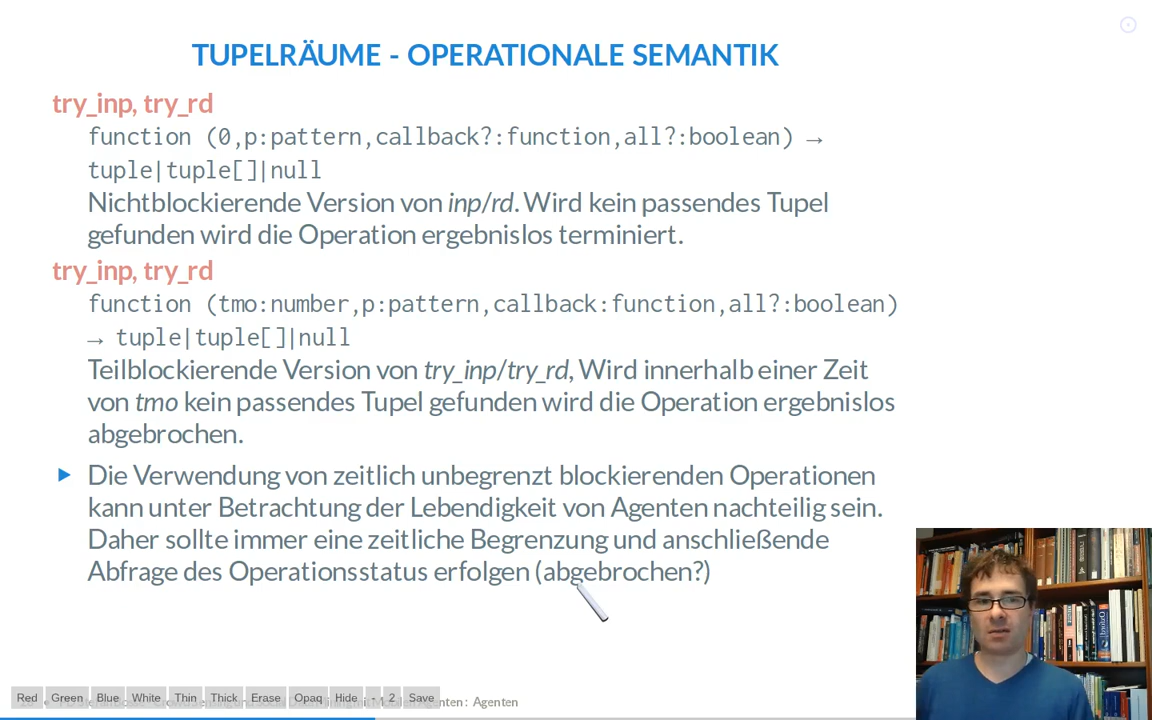 TUPELRÄUME - OPERATIONALE SEMANTIK
try_inp, try_rd
function (0,p:pattern,callback?:function,all?:boolean) →
tuple|tuple[]|null
Nichtblockierende Version von inp/rd. Wird kein passendes Tupel
gefunden wird die Operation ergebnislos terminiert.
try_inp, try_rd
function (tmo:number,p:pattern,callback:function,all?:boolean)
→ tuple|tuple[]|null
Teilblockierende Version von try_inp/try_rd, Wird innerhalb einer Zeit
von tmo kein passendes Tupel gefunden wird die Operation ergebnislos
abgebrochen.
▶ Die Verwendung von zeitlich unbegrenzt blockierenden Operationen
kann unter Betrachtung der Lebendigkeit von Agenten nachteilig sein.
Daher sollte immer eine zeitliche Begrenzung und anschließende
Abfrage des Operationsstatus erfolgen (abgebrochen?)
Red Green Blue White Thin Thick Erase Opaq Hide - 2 Save
: Agenten